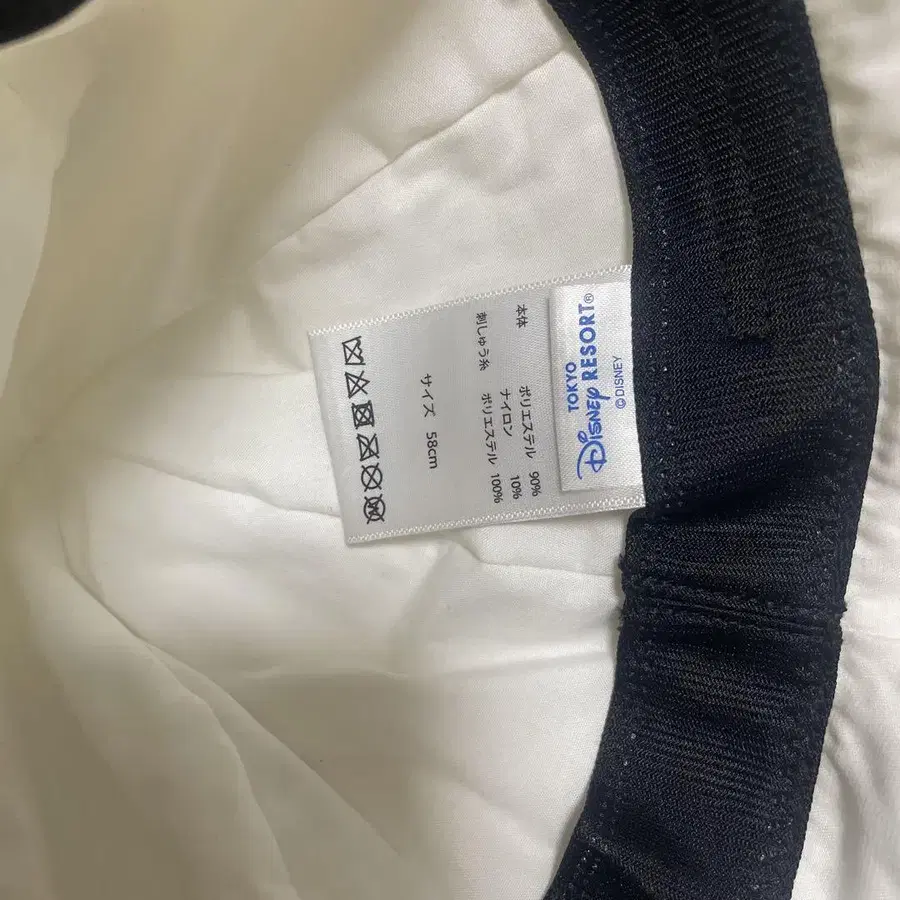 TOKYO
DISNEY RESORT®
© DISNEY
本体 ポリエステル 90%
ナイロン 10%
刺しゅう糸 ポリエステル 100%
サイズ 58cm